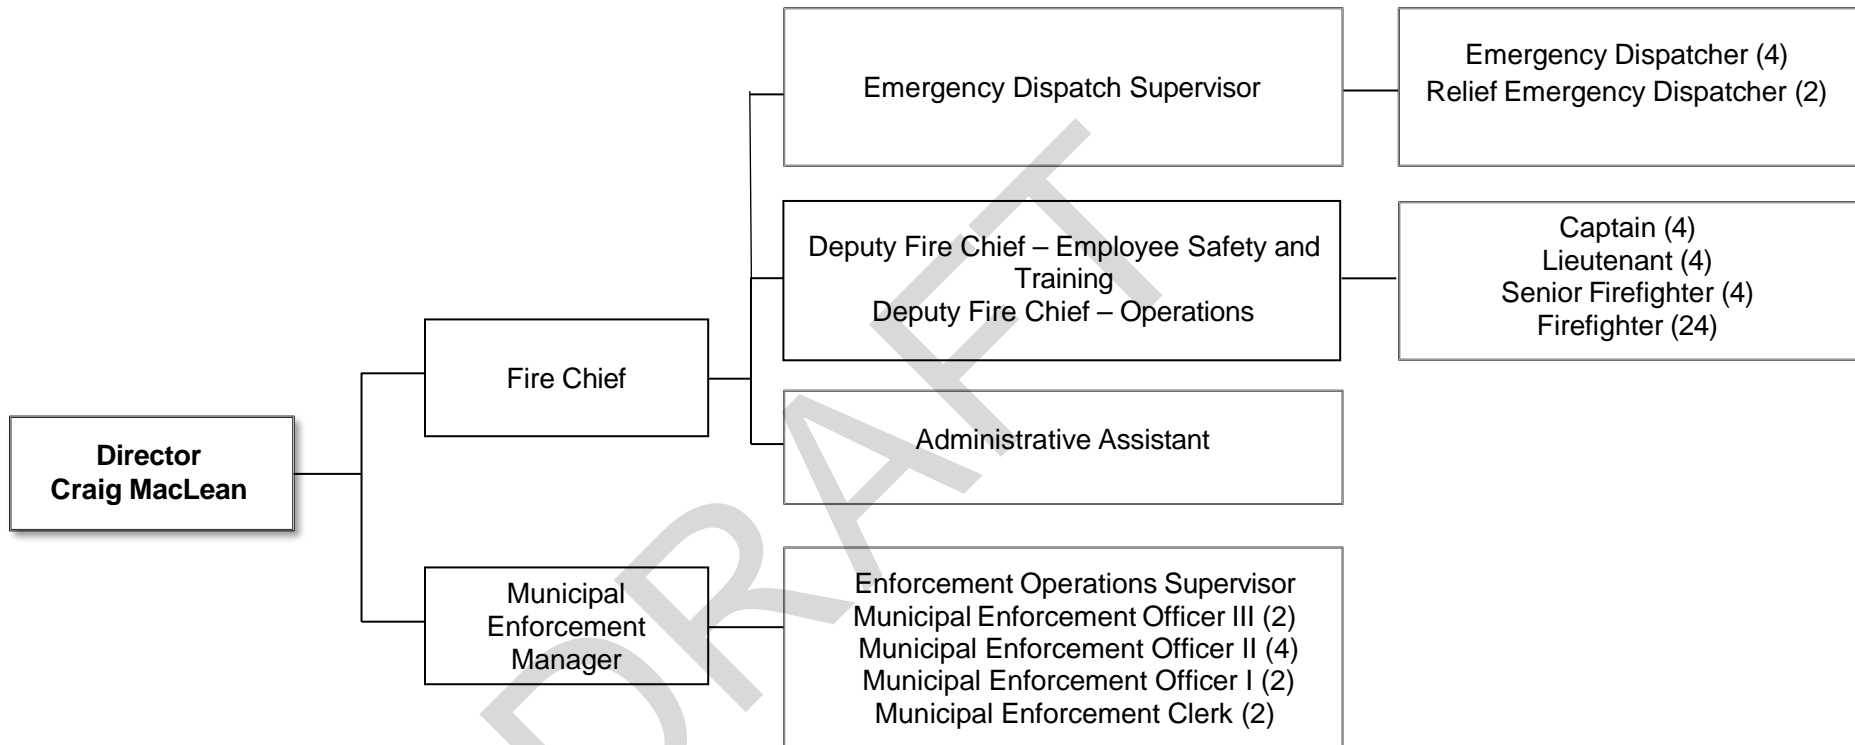 Emergency Dispatch Supervisor
Emergency Dispatcher (4)
Relief Emergency Dispatcher (2)
Deputy Fire Chief – Employee Safety and
Training
Deputy Fire Chief – Operations
Captain (4)
Lieutenant (4)
Senior Firefighter (4)
Firefighter (24)
Fire Chief
Administrative Assistant
Director
Craig MacLean
Municipal
Enforcement
Manager
Enforcement Operations Supervisor
Municipal Enforcement Officer III (2)
Municipal Enforcement Officer II (4)
Municipal Enforcement Officer I (2)
Municipal Enforcement Clerk (2)
DRAFT